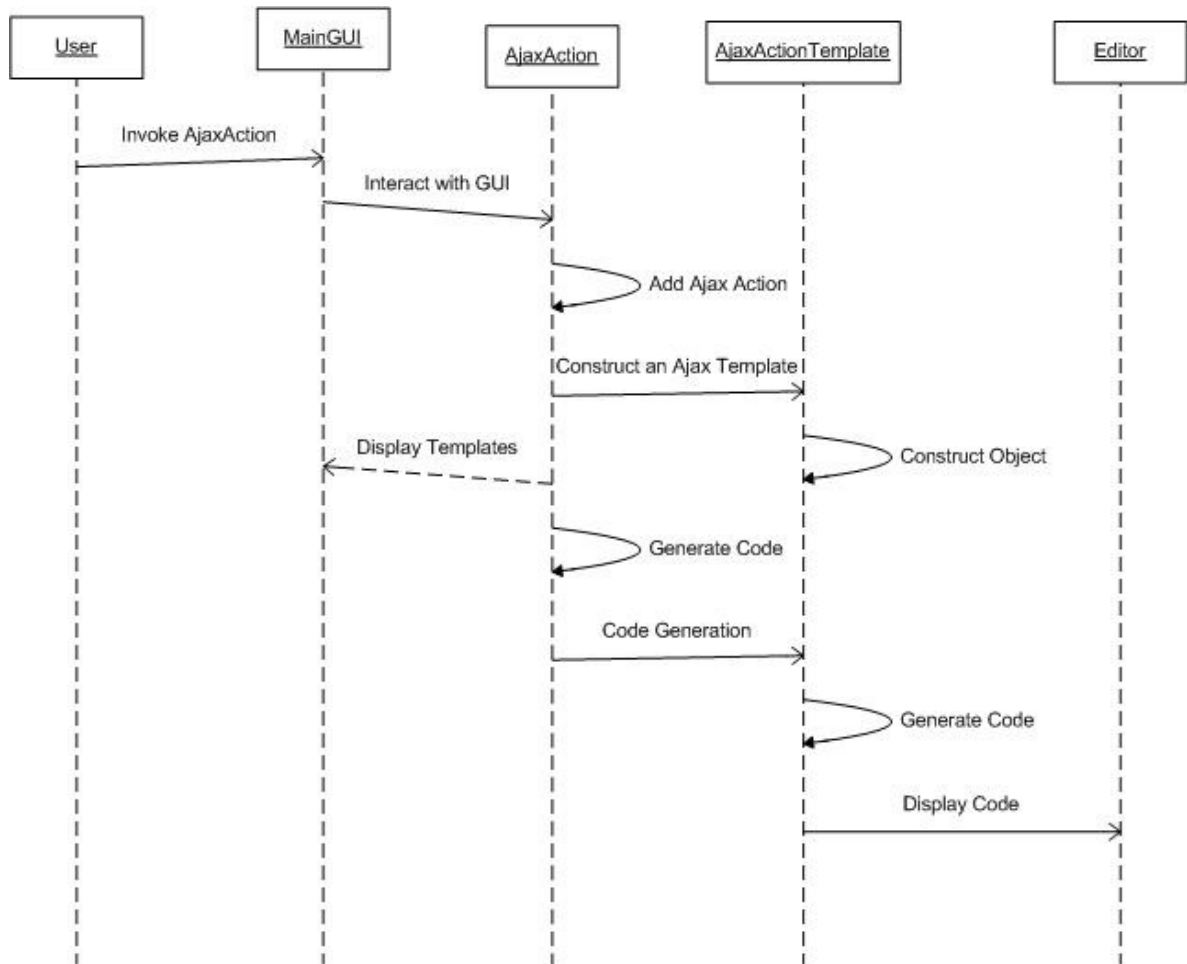 User
MainGUI
AjaxAction
AjaxActionTemplate
Editor
Invoke AjaxAction
Interact with GUI
Add Ajax Action
Construct an Ajax Template
Display Templates
Construct Object
Generate Code
Code Generation
Generate Code
Display Code